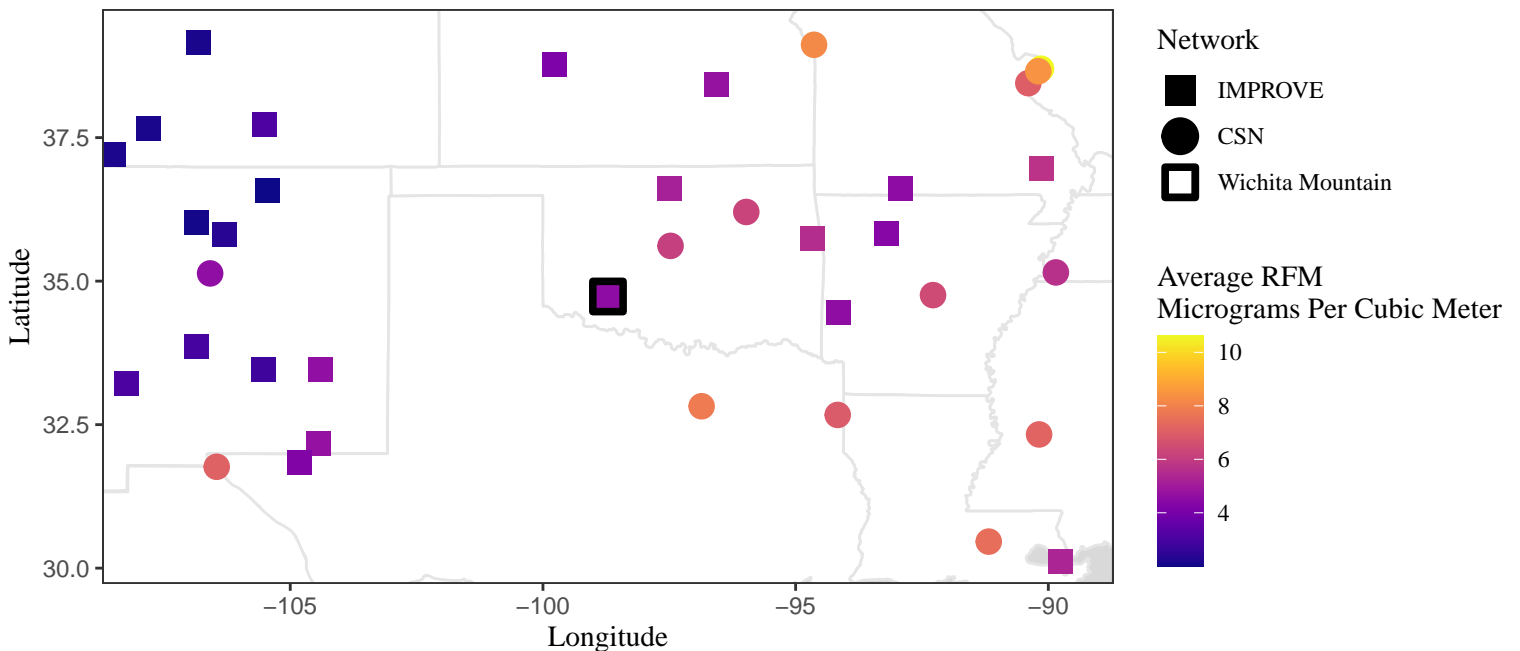 37.5
35.0
32.5
30.0
Latitude
−105
−100
−95
−90
Longitude
Network
IMPROVE
CSN
Wichita Mountain
Average RFM
Micrograms Per Cubic Meter
10
8
6
4